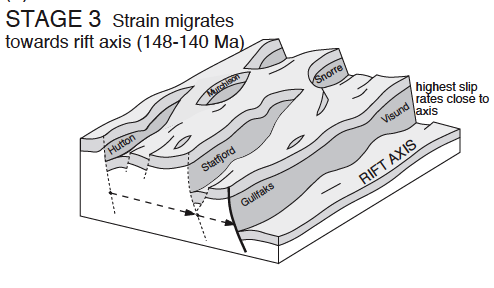 STAGE 3 Strain migrates
towards rift axis (148-140 Ma)
Murchison
Snorre
highest slip
rates close to
axis
Visund
Hutton
Statfjord
RIFT AXIS
Gullfaks